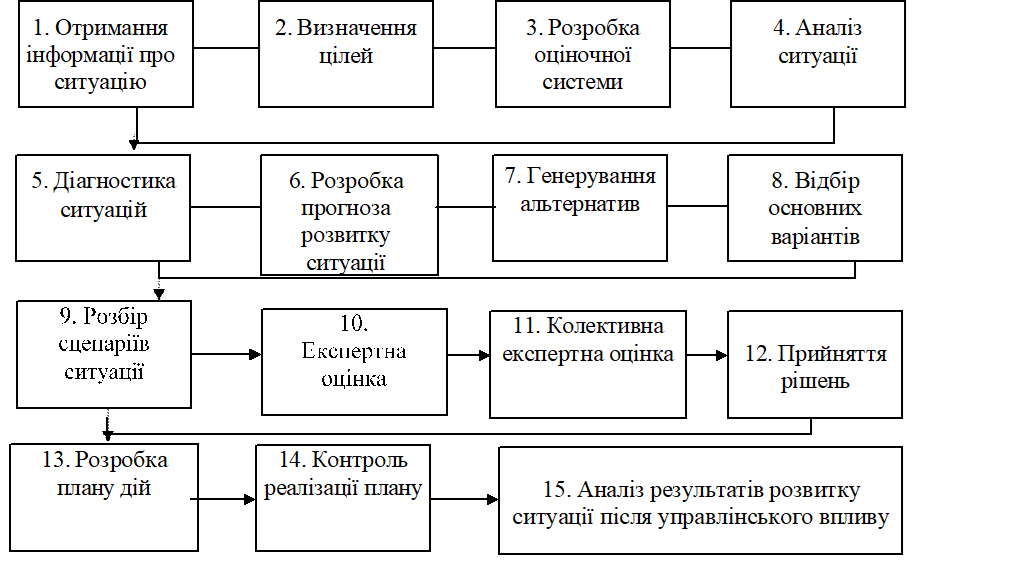 1. Отримання
інформації про
ситуацію
2. Визначення
цілей
3. Розробка
оціночної
системи
4. Аналіз
ситуації
5. Діагностика
ситуацій
6. Розробка
прогноза
розвитку
ситуації
7. Генерування
альтернатив
8. Відбір
основних
варіантів
9. Розбір
сценаріїв
ситуації
10.
Експертна
оцінка
11. Колективна
експертна оцінка
12. Прийняття
рішень
13. Розробка
плану дій
14. Контроль
реалізації плану
15. Аналіз результатів розвитку
ситуації після управлінського впливу